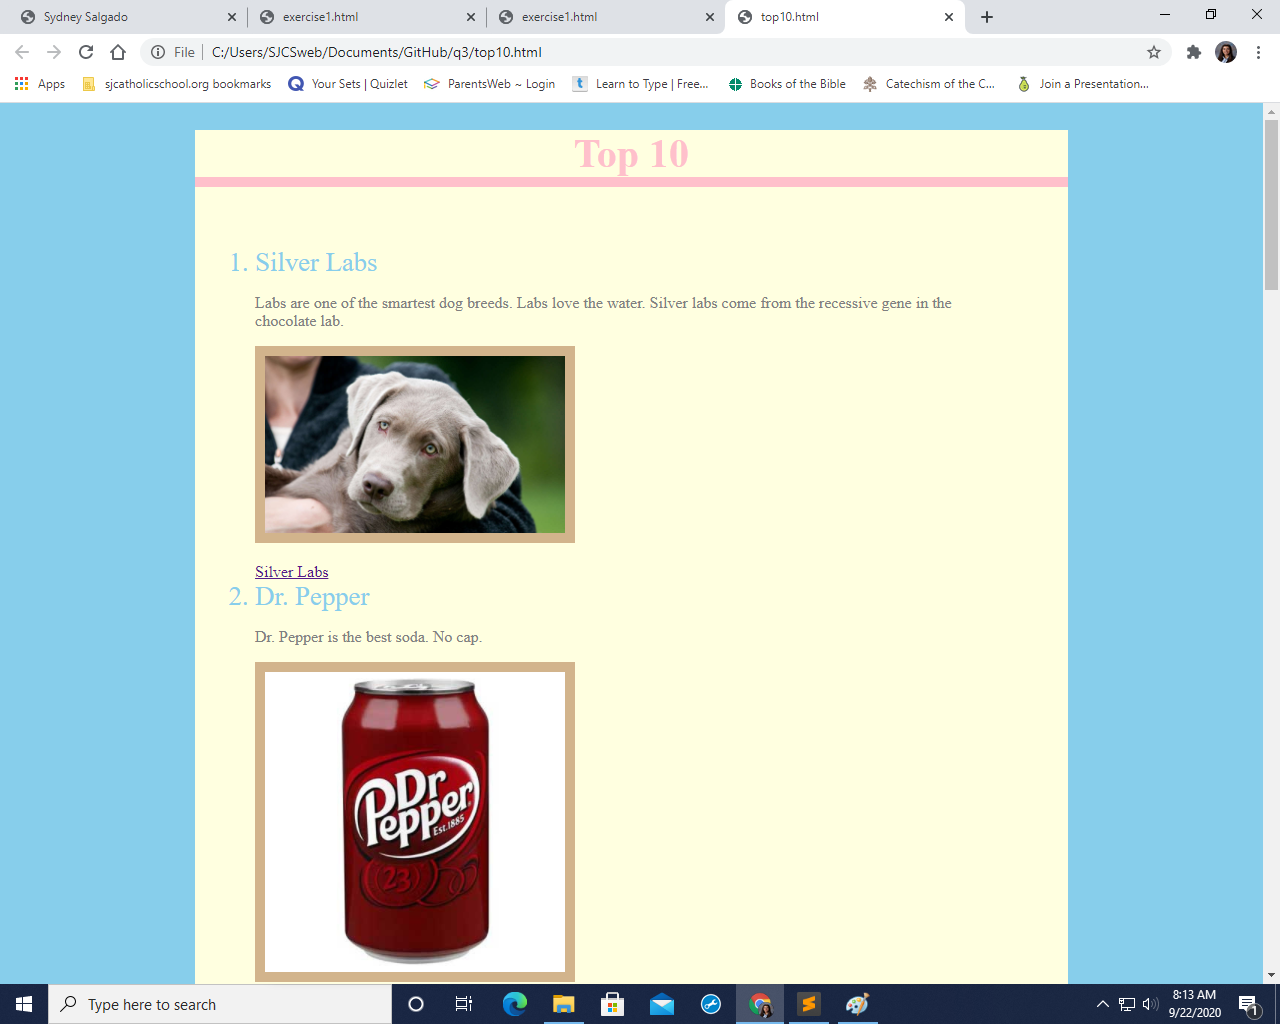 Sydney Salgado
exercise1.html
exercise1.html
top10.html
File
C:/Users/SJCSweb/Documents/GitHub/q3/top10.html
Apps
sjcatholicschool.org bookmarks
Q
Your Sets | Quizlet
ParentsWeb ~ Login
t
Learn to Type | Free...
Books of the Bible
Catechism of the C...
Join a Presentation...
Top 10
1. Silver Labs
Labs are one of the smartest dog breeds. Labs love the water. Silver labs come from the recessive gene in the
chocolate lab.
Silver Labs
2. Dr. Pepper
Dr. Pepper is the best soda. No cap.
Dr
Pepper
Est.1885
23
Type here to search
8:13 AM
9/22/2020
1